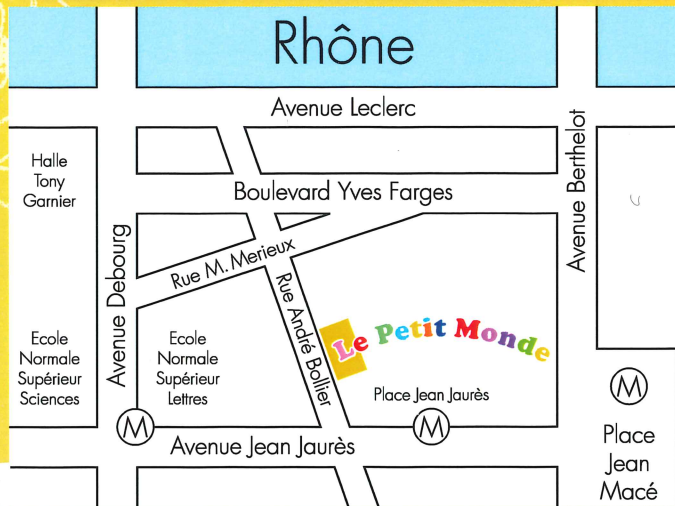 Rhône
Avenue Leclerc
Halle
Tony
Garnier
Boulevard Yves Farges
Avenue Berthelot
Avenue Debourg
Rue M. Merieux
Rue André Bollier
Le Petit Monde
Ecole
Normale
Supérieur
Sciences
Ecole
Normale
Supérieur
Lettres
Place Jean Jaurès
M
M
M
Avenue Jean Jaurès
Place
Jean
Macé